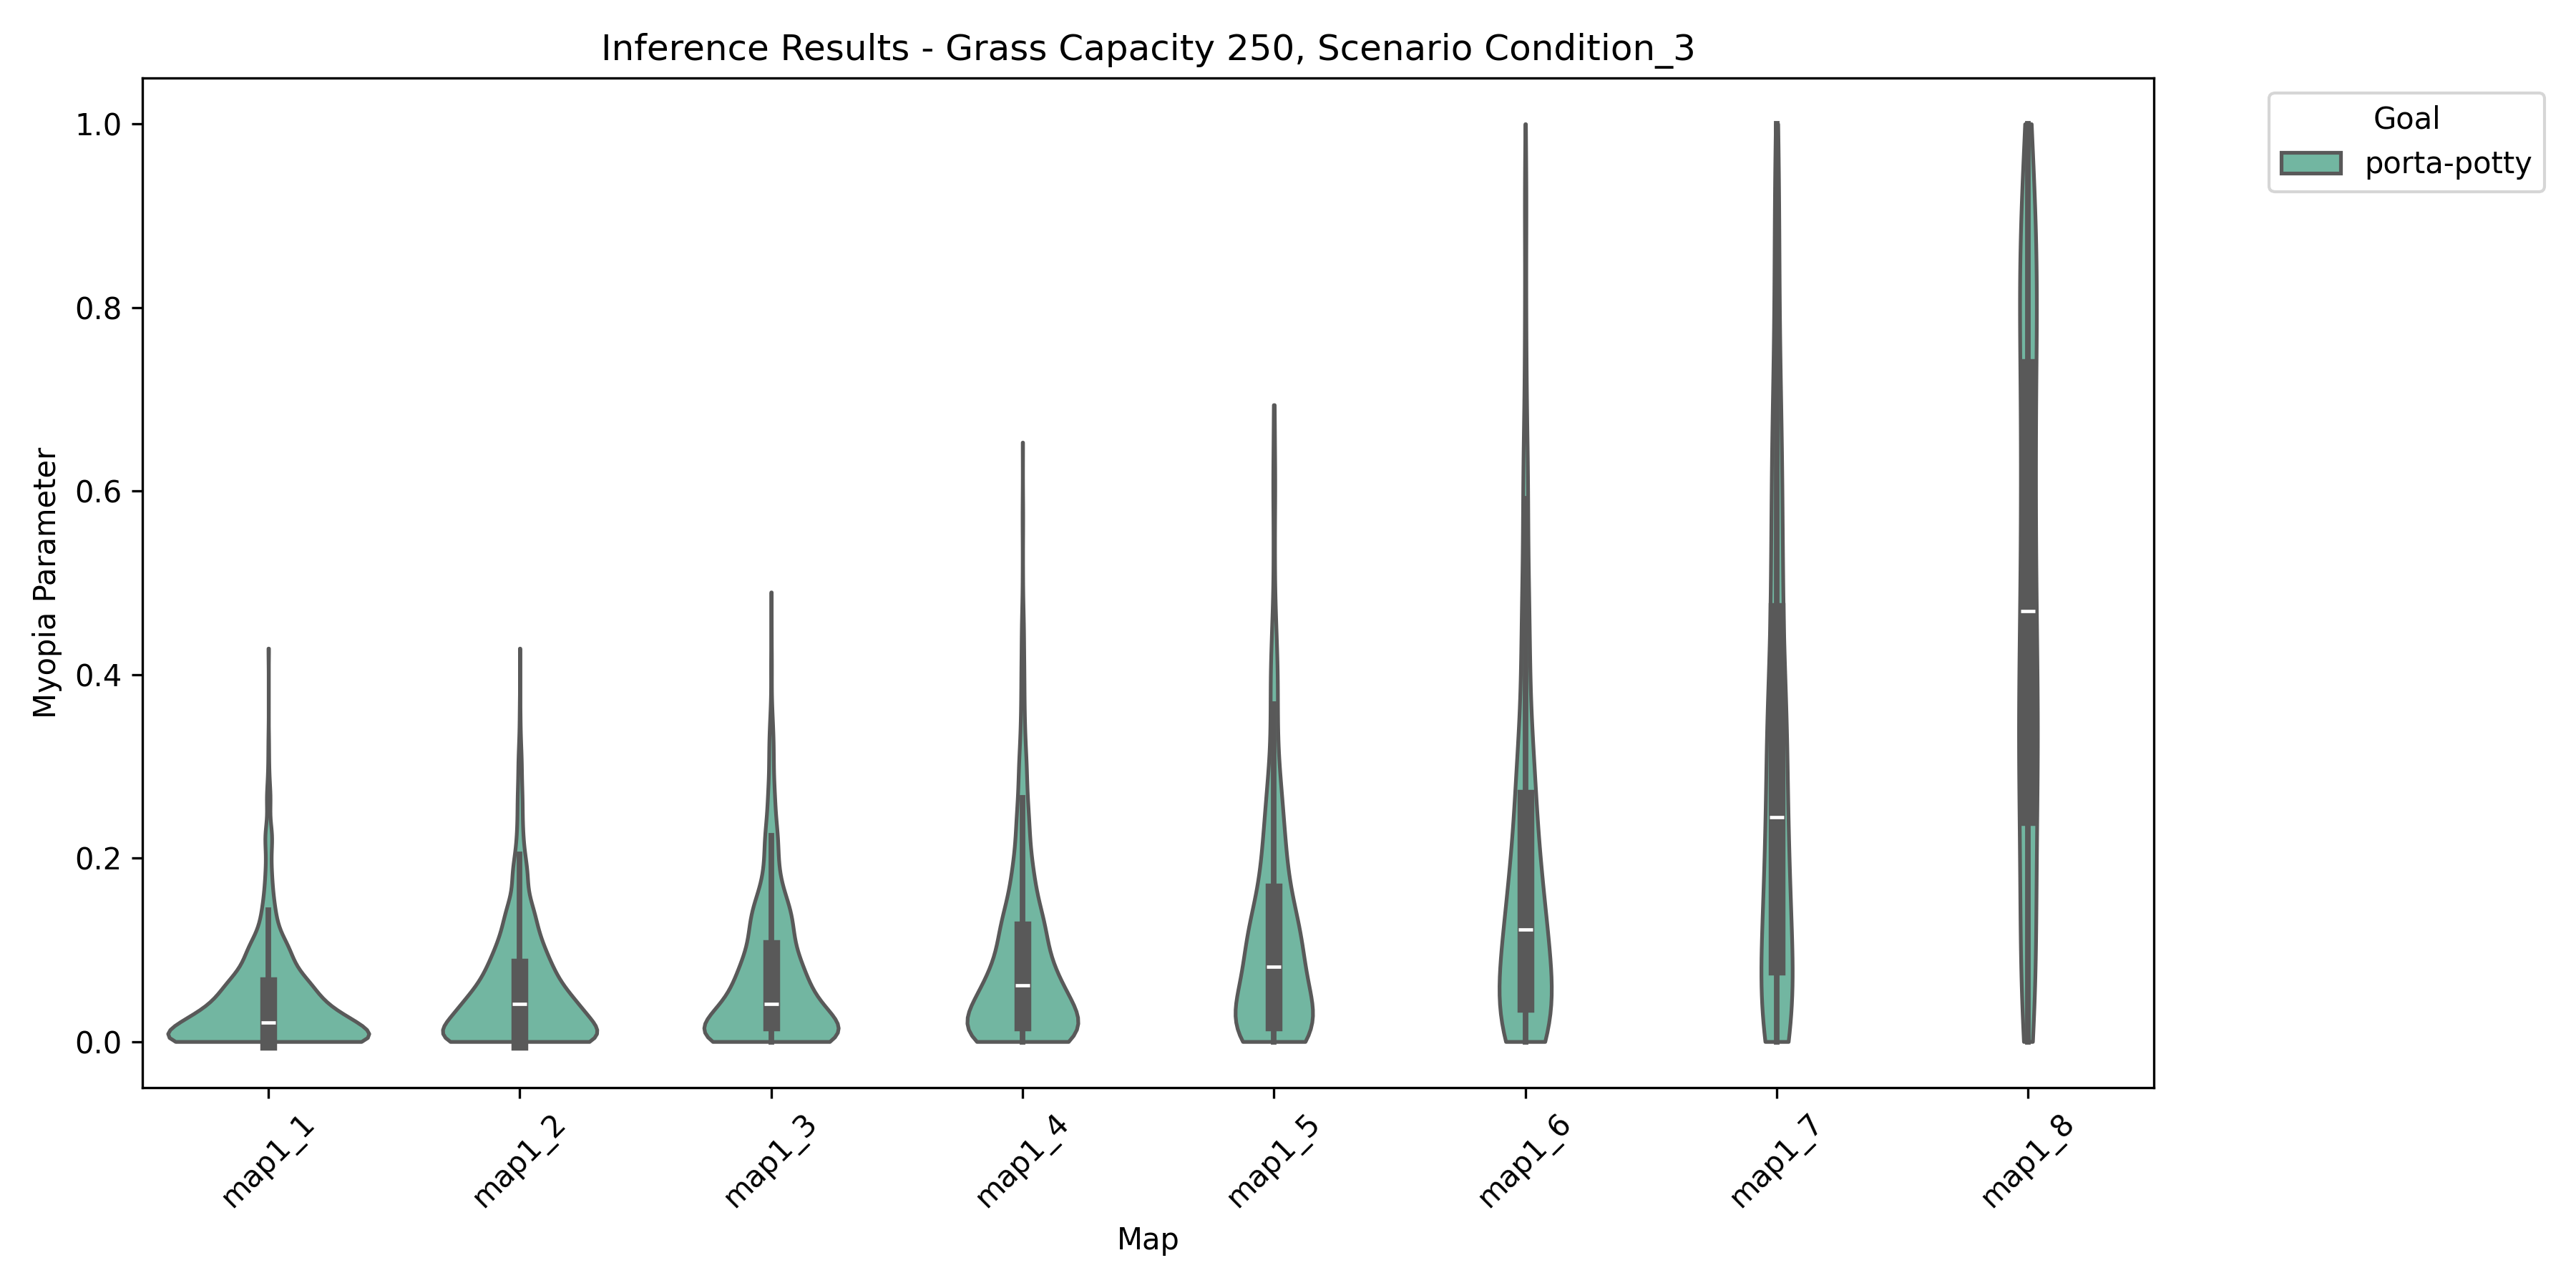 Inference Results - Grass Capacity 250, Scenario Condition_3
Goal
porta-potty
Myopia Parameter
1.0
0.8
0.6
0.4
0.2
0.0
map1_1
map1_2
map1_3
map1_4
map1_5
map1_6
map1_7
map1_8
Map